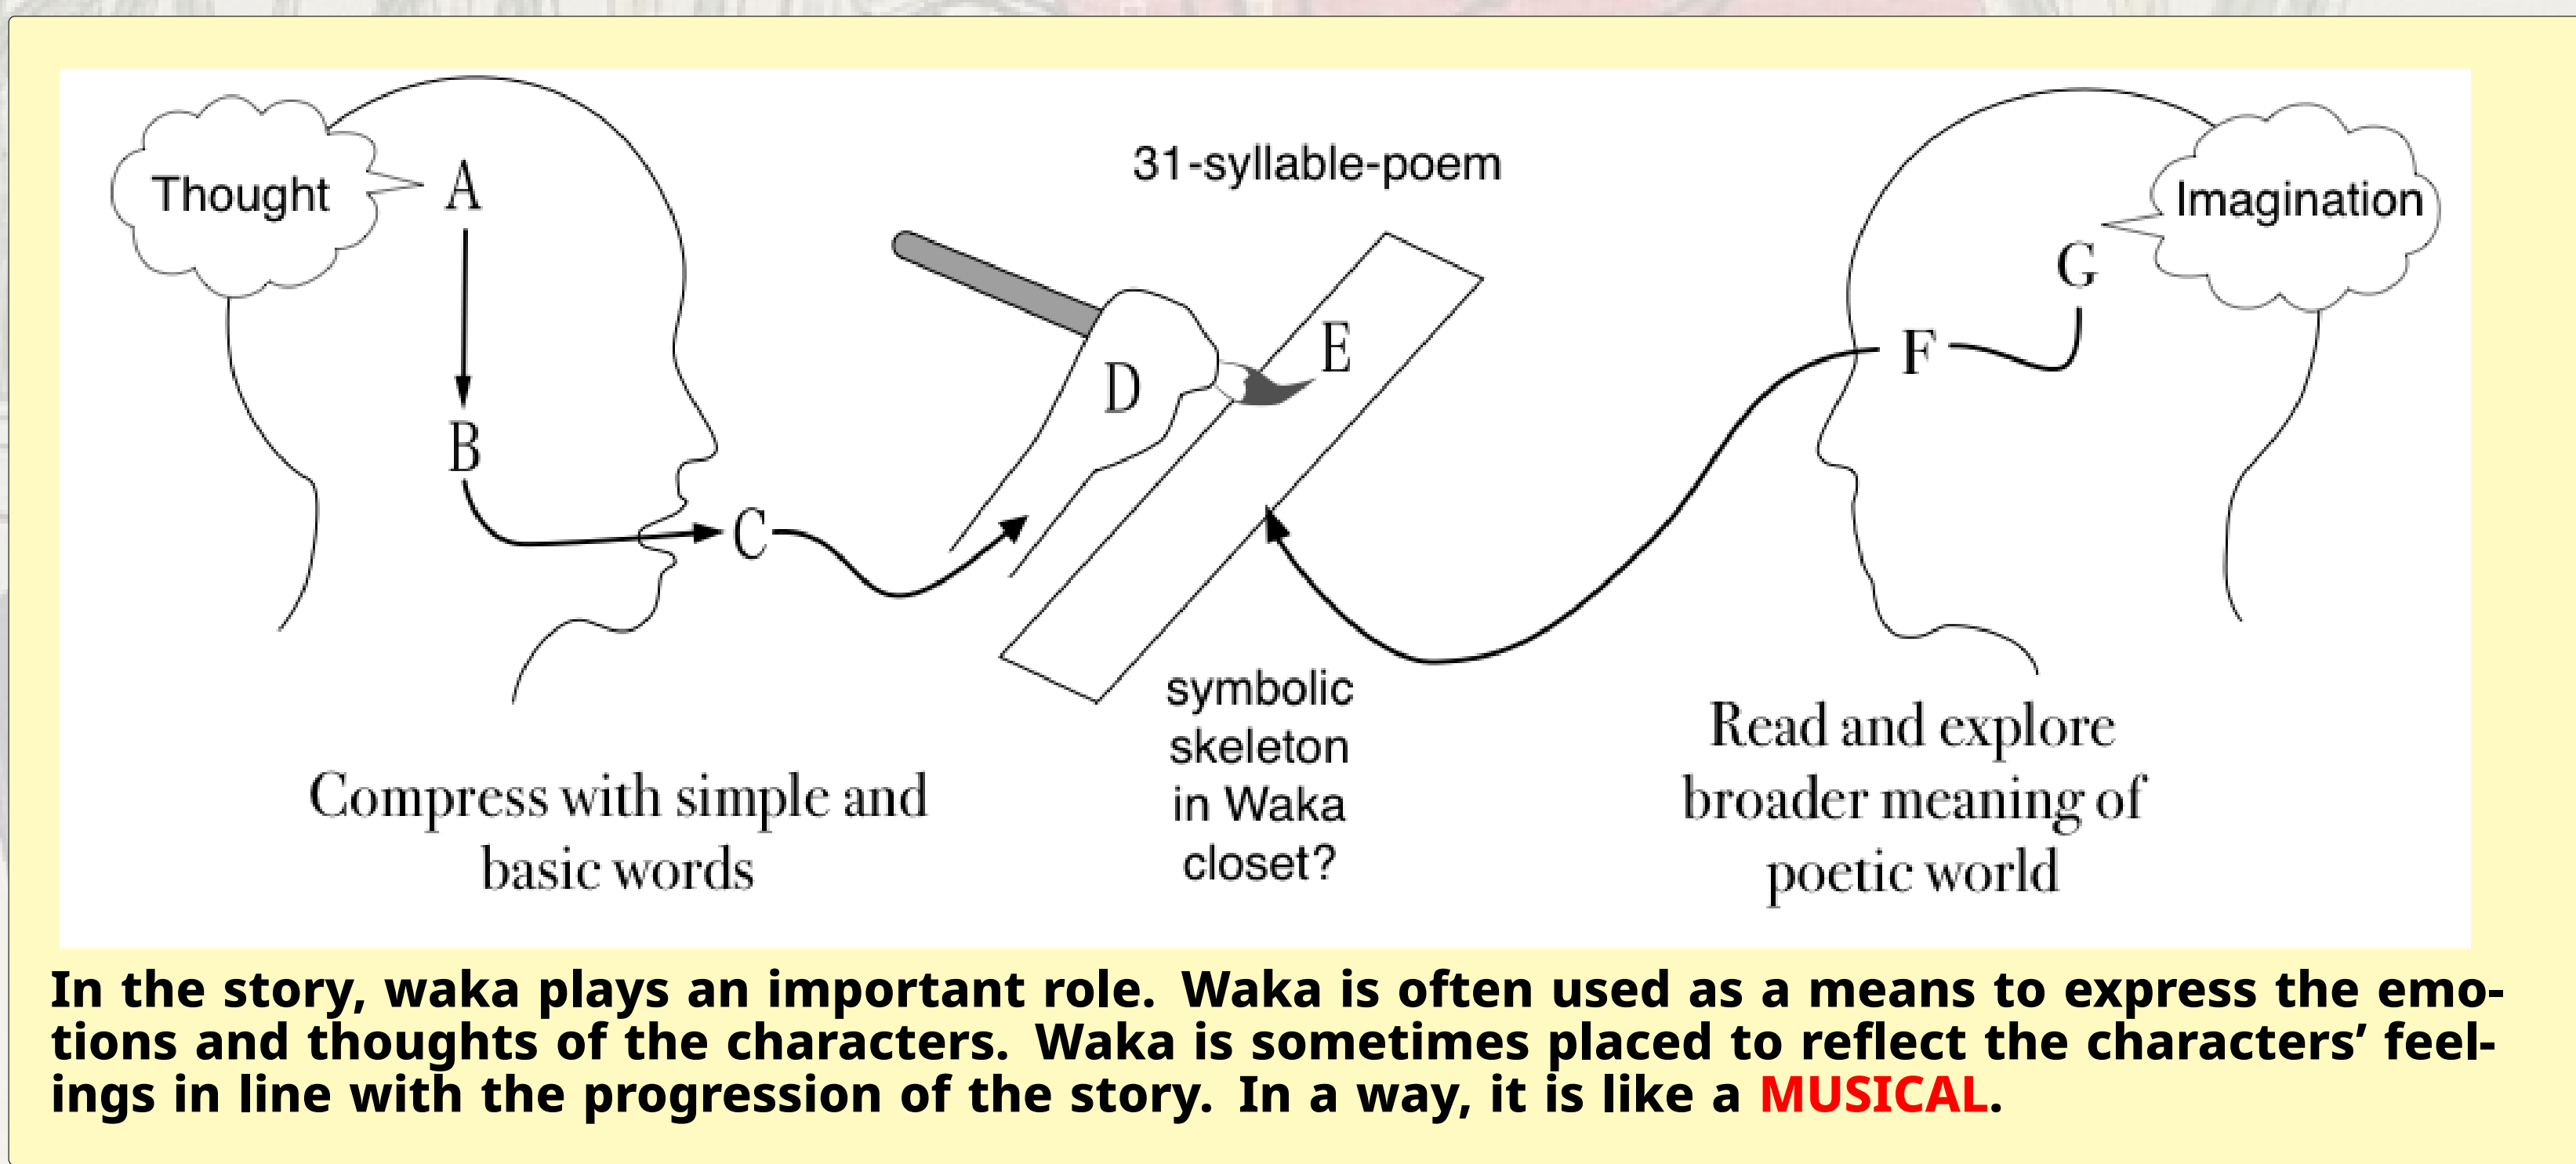 Thought
A
B
C
31-syllable-poem
D
E
F
G
Imagination
symbolic
skeleton
in Waka
closet?
Compress with simple and
basic words
Read and explore
broader meaning of
poetic world
In the story, waka plays an important role. Waka is often used as a means to express the emo-
tions and thoughts of the characters. Waka is sometimes placed to reflect the characters’ feel-
ings in line with the progression of the story. In a way, it is like a MUSICAL.